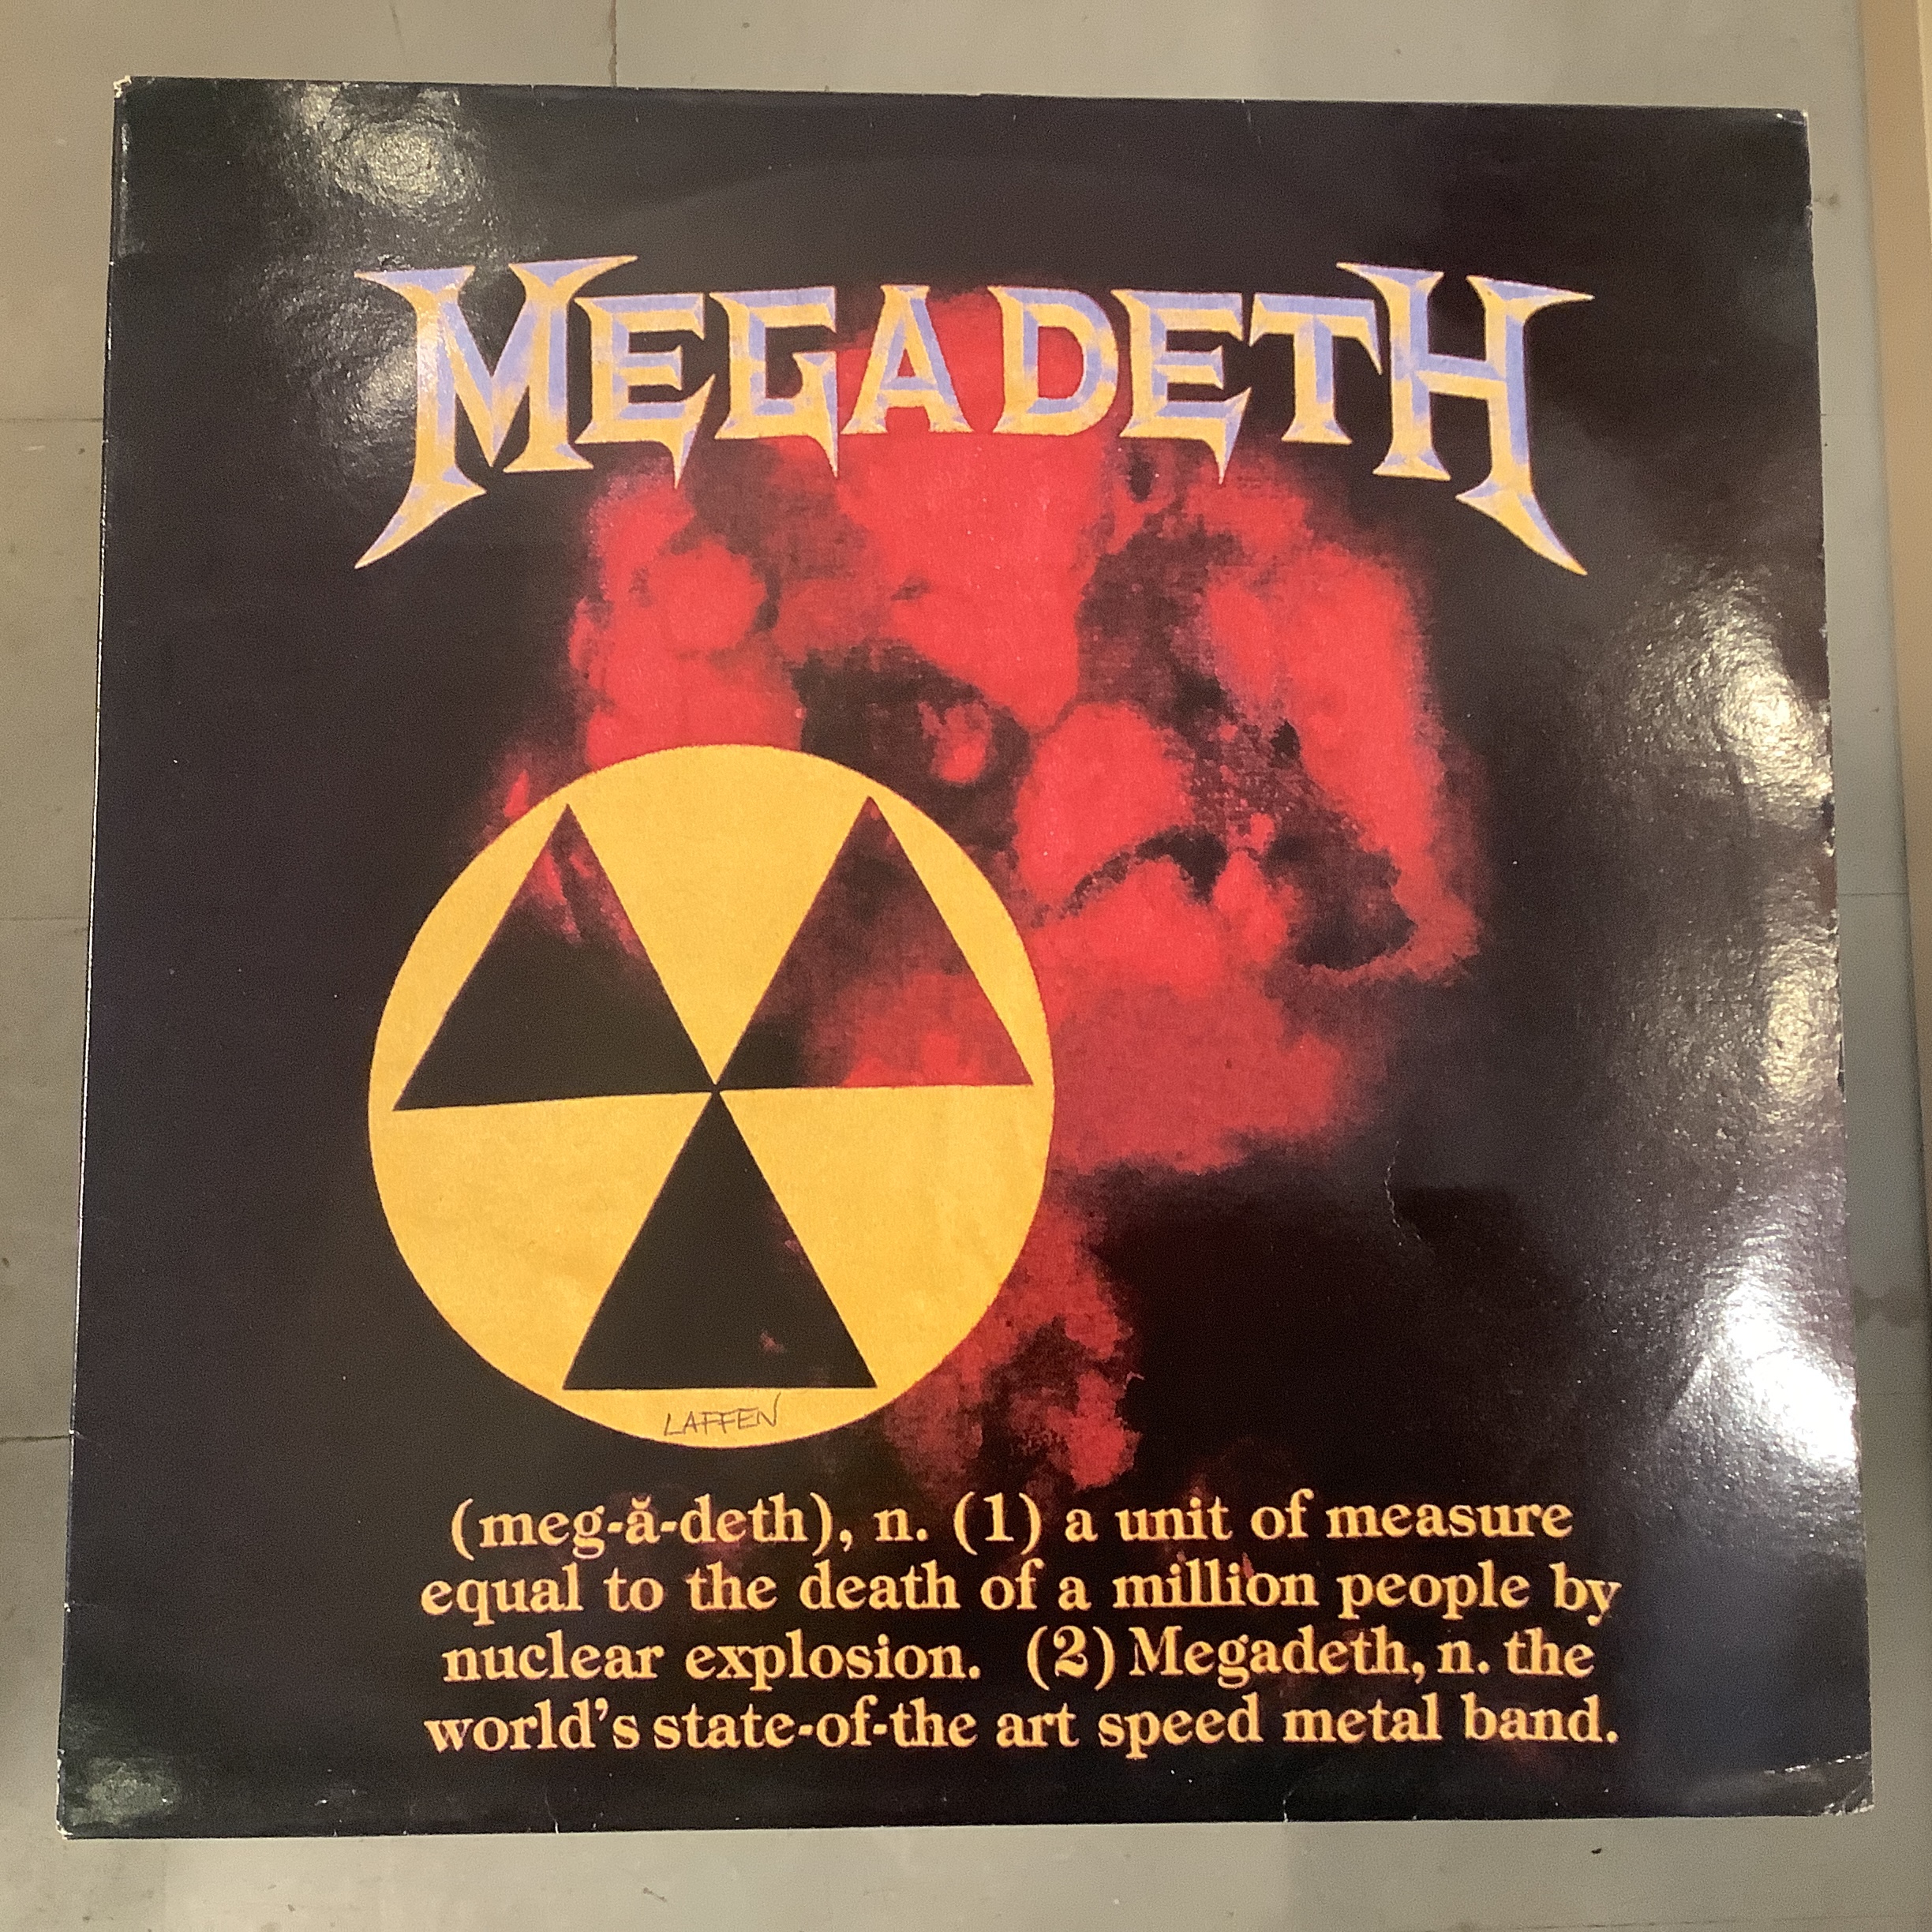 MEGADETH
LAFFEN
(meg-ă-deth), n. (1) a unit of measure
equal to the death of a million people by
nuclear explosion. (2) Megadeth, n. the
world's state-of-the art speed metal band.